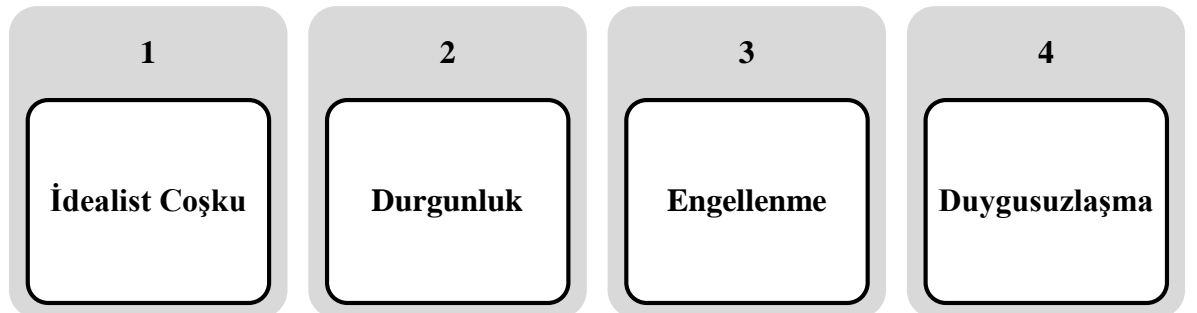 1
İdealist Coşku
2
Durgunluk
3
Engellenme
4
Duygusuzlaşma